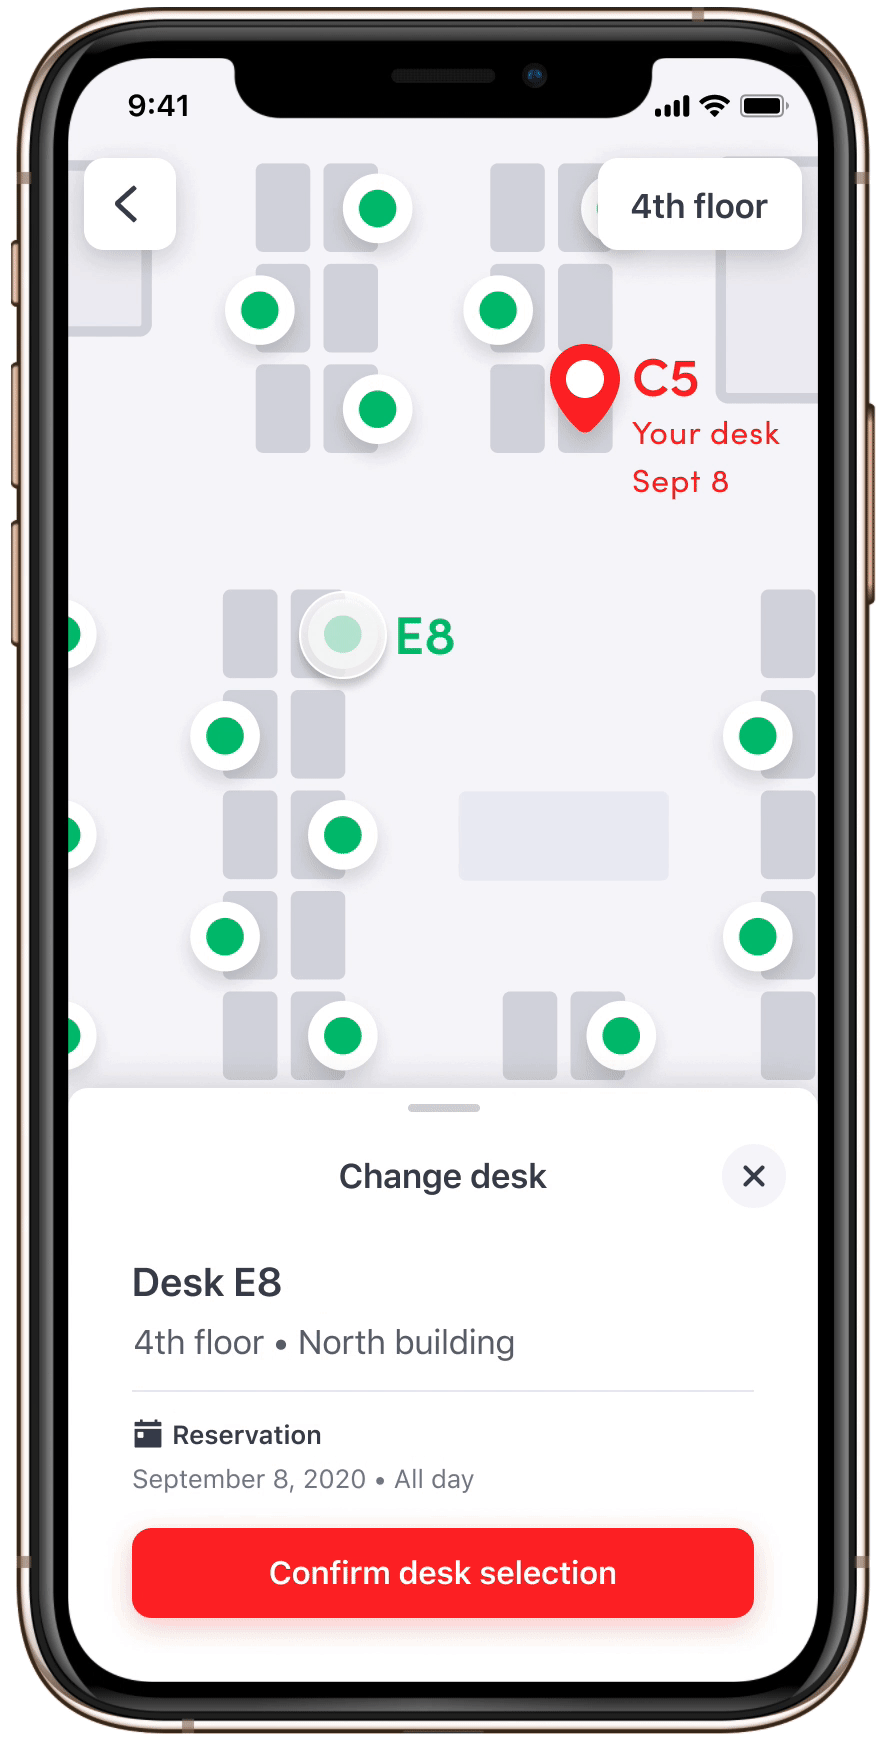 9:41
4th floor
C5
Your desk
Sept 8
E8
Change desk
Desk E8
4th floor • North building
Reservation
September 8, 2020 • All day
Confirm desk selection